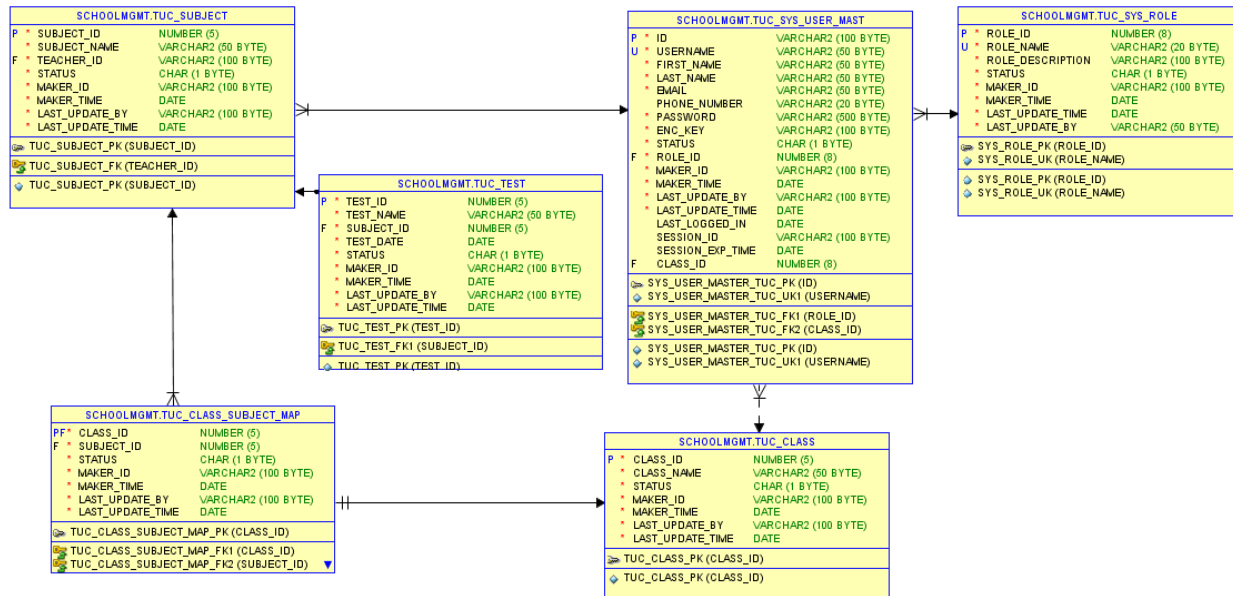 SCHOOLMGMT.TUC_SUBJECT
P * SUBJECT_ID NUMBER (5)
* SUBJECT_NAME VARCHAR2 (50 BYTE)
F * TEACHER_ID VARCHAR2 (100 BYTE)
* STATUS CHAR (1 BYTE)
* MAKER_ID VARCHAR2 (100 BYTE)
* MAKER_TIME DATE
* LAST_UPDATE_BY VARCHAR2 (100 BYTE)
* LAST_UPDATE_TIME DATE
TUC_SUBJECT_PK (SUBJECT_ID)
TUC_SUBJECT_FK (TEACHER_ID)
TUC_SUBJECT_PK (SUBJECT_ID)
SCHOOLMGMT.TUC_SYS_USER_MAST
P * ID VARCHAR2 (100 BYTE)
U * USERNAME VARCHAR2 (50 BYTE)
* FIRST_NAME VARCHAR2 (50 BYTE)
* LAST_NAME VARCHAR2 (50 BYTE)
* EMAIL VARCHAR2 (50 BYTE)
PHONE_NUMBER VARCHAR2 (20 BYTE)
* PASSWORD VARCHAR2 (500 BYTE)
* ENC_KEY VARCHAR2 (100 BYTE)
* STATUS CHAR (1 BYTE)
F * ROLE_ID NUMBER (8)
* MAKER_ID VARCHAR2 (100 BYTE)
* MAKER_TIME DATE
* LAST_UPDATE_BY VARCHAR2 (100 BYTE)
* LAST_UPDATE_TIME DATE
LAST_LOGGED_IN DATE
SESSION_ID VARCHAR2 (100 BYTE)
SESSION_EXP_TIME DATE
F CLASS_ID NUMBER (8)
SYS_USER_MASTER_TUC_PK (ID)
SYS_USER_MASTER_TUC_UK1 (USERNAME)
SYS_USER_MASTER_TUC_FK1 (ROLE_ID)
SYS_USER_MASTER_TUC_FK2 (CLASS_ID)
SYS_USER_MASTER_TUC_PK (ID)
SYS_USER_MASTER_TUC_UK1 (USERNAME)
SCHOOLMGMT.TUC_SYS_ROLE
P * ROLE_ID NUMBER (8)
U * ROLE_NAME VARCHAR2 (20 BYTE)
* ROLE_DESCRIPTION VARCHAR2 (100 BYTE)
* STATUS CHAR (1 BYTE)
* MAKER_ID VARCHAR2 (100 BYTE)
* MAKER_TIME DATE
* LAST_UPDATE_TIME DATE
* LAST_UPDATE_BY VARCHAR2 (50 BYTE)
SYS_ROLE_PK (ROLE_ID)
SYS_ROLE_UK (ROLE_NAME)
SYS_ROLE_PK (ROLE_ID)
SYS_ROLE_UK (ROLE_NAME)
SCHOOLMGMT.TUC_TEST
P * TEST_ID NUMBER (5)
* TEST_NAME VARCHAR2 (50 BYTE)
F * SUBJECT_ID NUMBER (5)
* TEST_DATE DATE
* STATUS CHAR (1 BYTE)
* MAKER_ID VARCHAR2 (100 BYTE)
* MAKER_TIME DATE
* LAST_UPDATE_BY VARCHAR2 (100 BYTE)
* LAST_UPDATE_TIME DATE
TUC_TEST_PK (TEST_ID)
TUC_TEST_FK1 (SUBJECT_ID)
TUC_TEST_PK (TEST_ID)
SCHOOLMGMT.TUC_CLASS_SUBJECT_MAP
PF * CLASS_ID NUMBER (5)
F * SUBJECT_ID NUMBER (5)
* STATUS CHAR (1 BYTE)
* MAKER_ID VARCHAR2 (100 BYTE)
* MAKER_TIME DATE
* LAST_UPDATE_BY VARCHAR2 (100 BYTE)
* LAST_UPDATE_TIME DATE
TUC_CLASS_SUBJECT_MAP_PK (CLASS_ID)
TUC_CLASS_SUBJECT_MAP_FK1 (CLASS_ID)
TUC_CLASS_SUBJECT_MAP_FK2 (SUBJECT_ID)
SCHOOLMGMT.TUC_CLASS
P * CLASS_ID NUMBER (5)
* CLASS_NAME VARCHAR2 (50 BYTE)
* STATUS CHAR (1 BYTE)
* MAKER_ID VARCHAR2 (100 BYTE)
* MAKER_TIME DATE
* LAST_UPDATE_BY VARCHAR2 (100 BYTE)
* LAST_UPDATE_TIME DATE
TUC_CLASS_PK (CLASS_ID)
TUC_CLASS_PK (CLASS_ID)